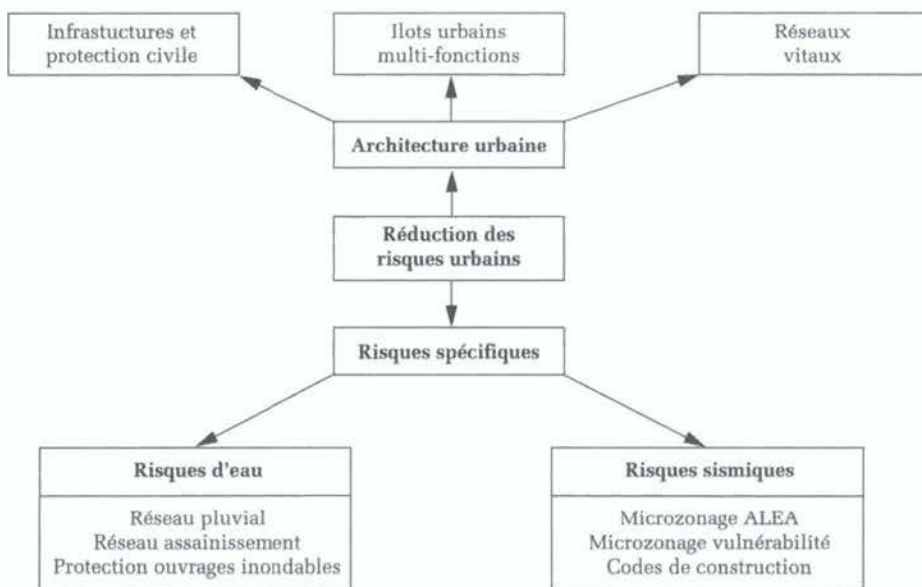 Infrastuctures et
protection civile
Ilots urbains
multi-fonctions
Réseaux
vitaux
Architecture urbaine
Réduction des
risques urbains
Risques spécifiques
Risques d'eau
Réseau pluvial
Réseau assainissement
Protection ouvrages inondables
Risques sismiques
Microzonage ALEA
Microzonage vulnérabilité
Codes de construction